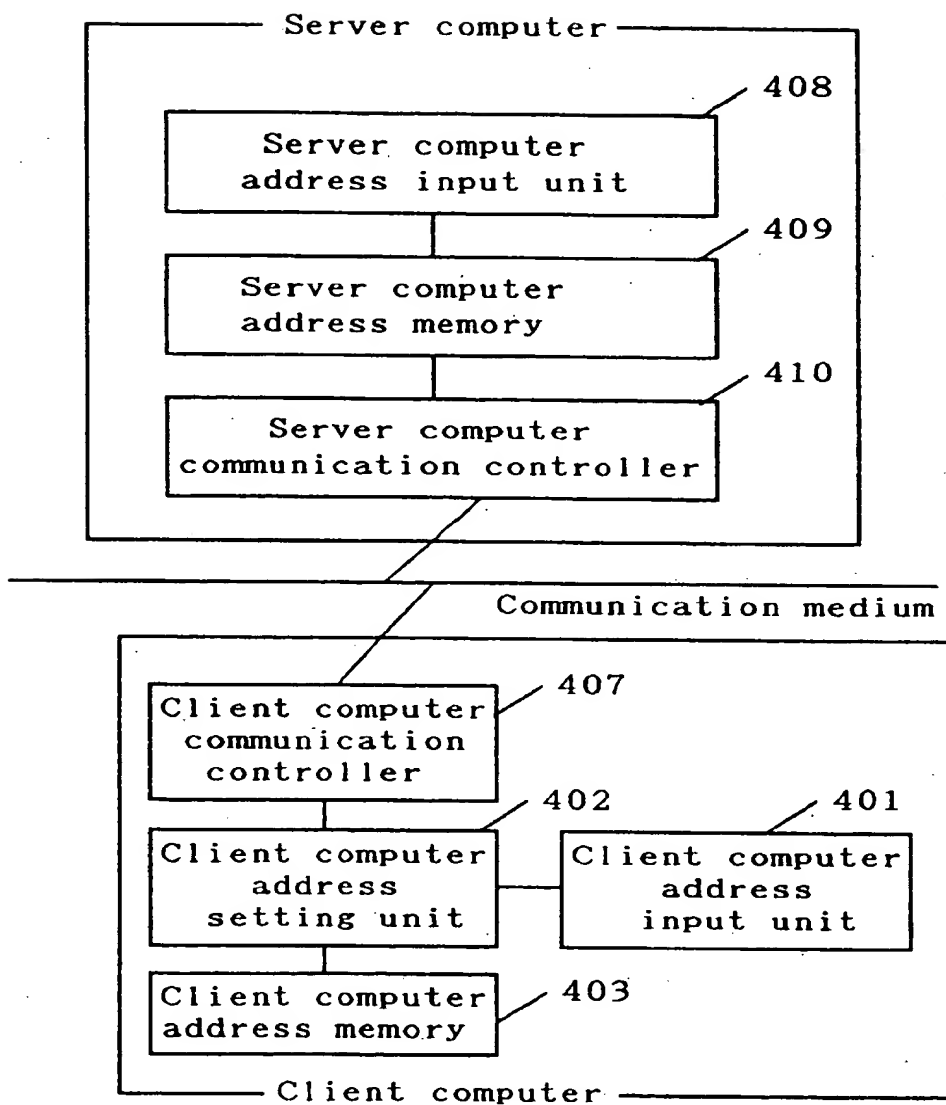 Server computer
408
Server computer
address input unit
409
Server computer
address memory
410
Server computer
communication controller
Communication medium
407
Client computer
communication
controller
402
Client computer
address
setting unit
401
Client computer
address
input unit
403
Client computer
address memory
Client computer